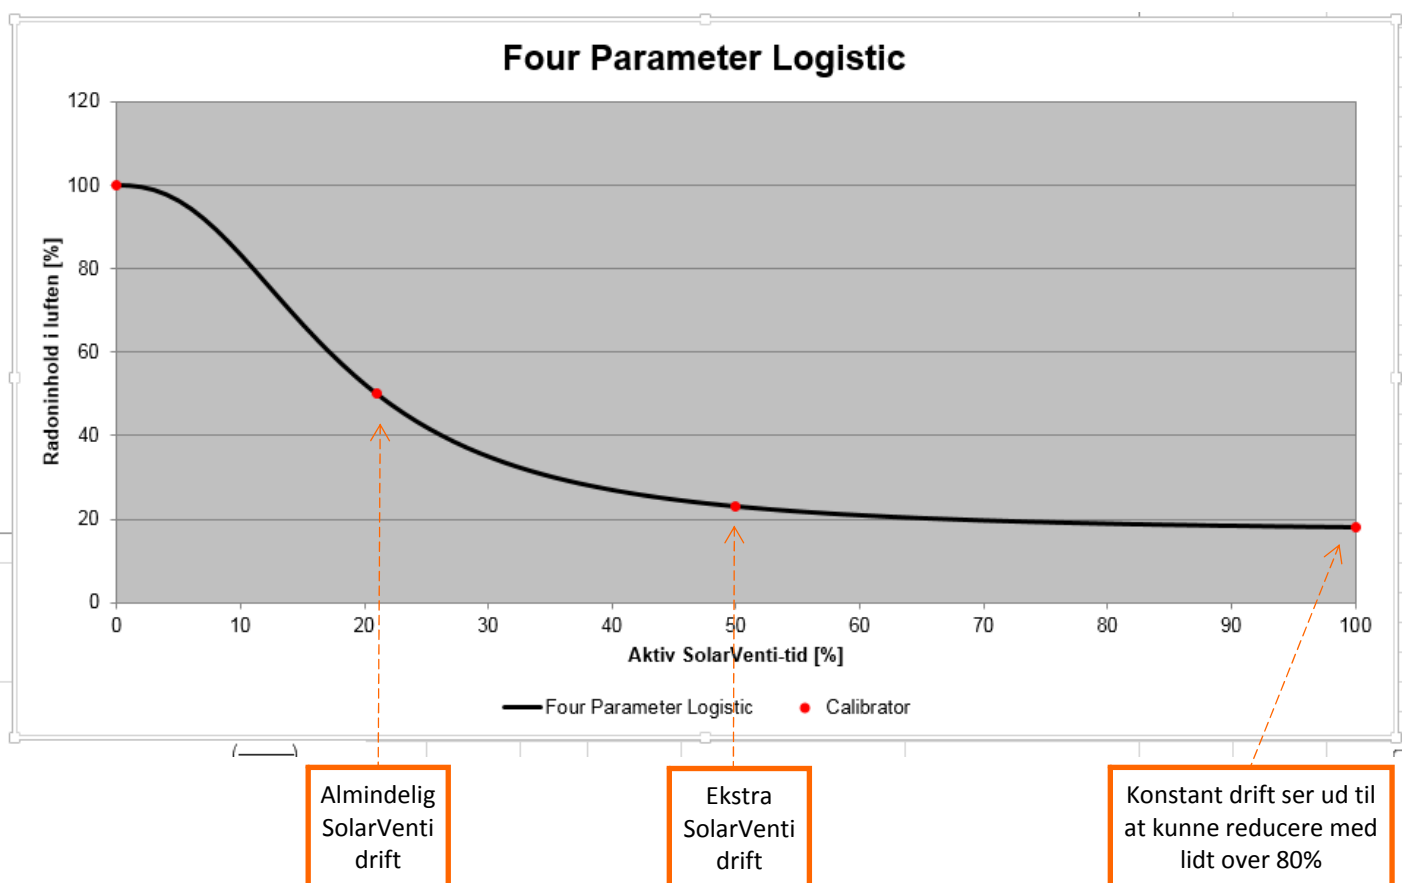 Four Parameter Logistic
120
100
80
60
40
20
0
Radoninhold i luften [%]
0 10 20 30 40 50 60 70 80 90 100
Aktiv SolarVenti-tid [%]
Four Parameter Logistic Calibrator
Almindelig
SolarVenti
drift
Ekstra
SolarVenti
drift
Konstant drift ser ud til
at kunne reducere med
lidt over 80%